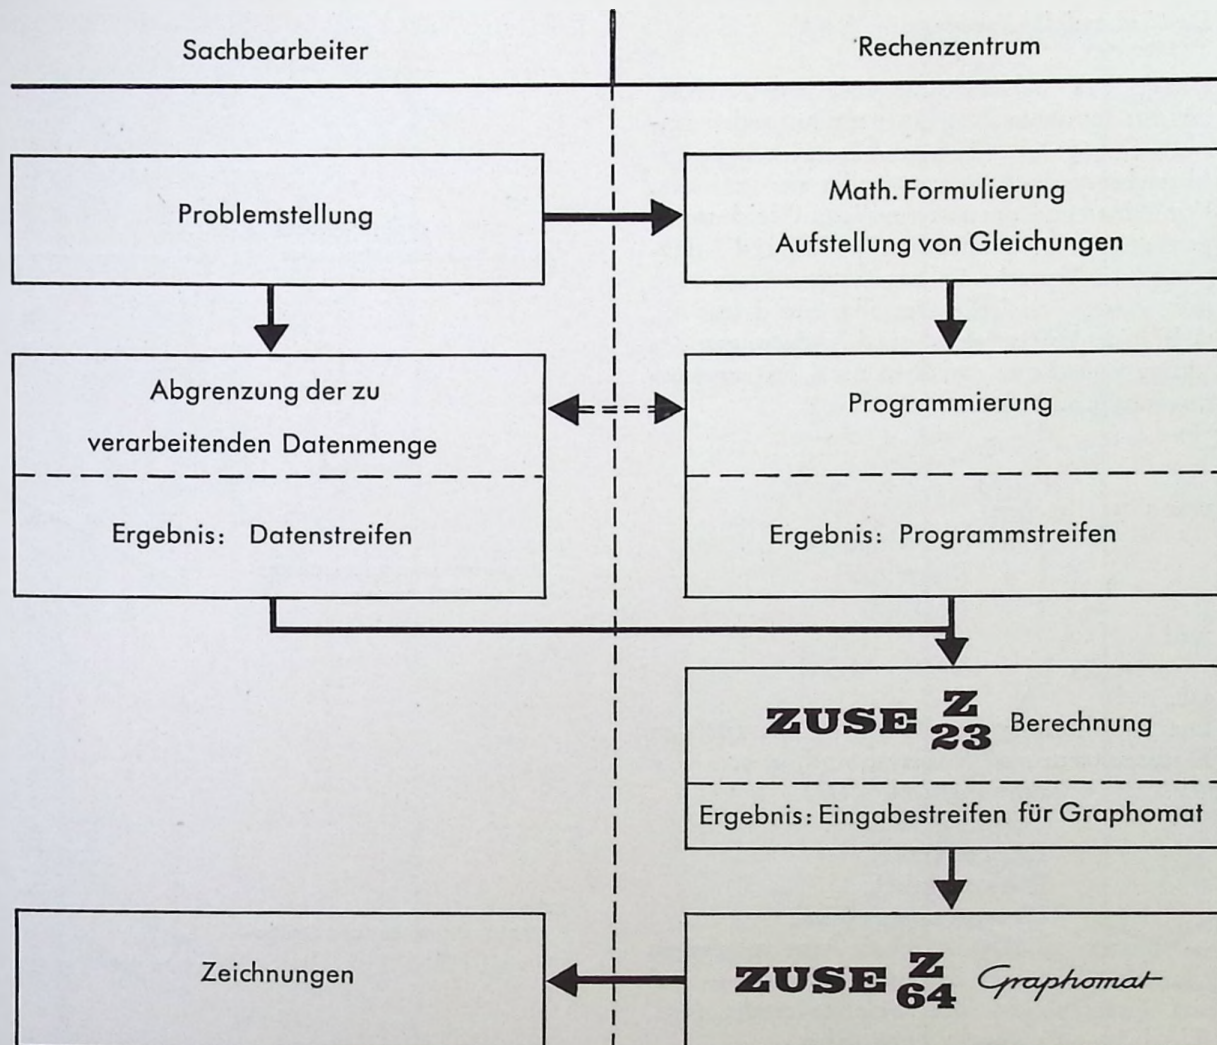 Sachbearbeiter
Rechenzentrum
Problemstellung
Math. Formulierung
Aufstellung von Gleichungen
Abgrenzung der zu
verarbeitenden Datenmenge
Ergebnis: Datenstreifen
Programmierung
Ergebnis: Programmstreifen
ZUSE Z 23 Berechnung
Ergebnis: Eingabestreifen für Graphomat
Zeichnungen
ZUSE Z 64 Graphomat